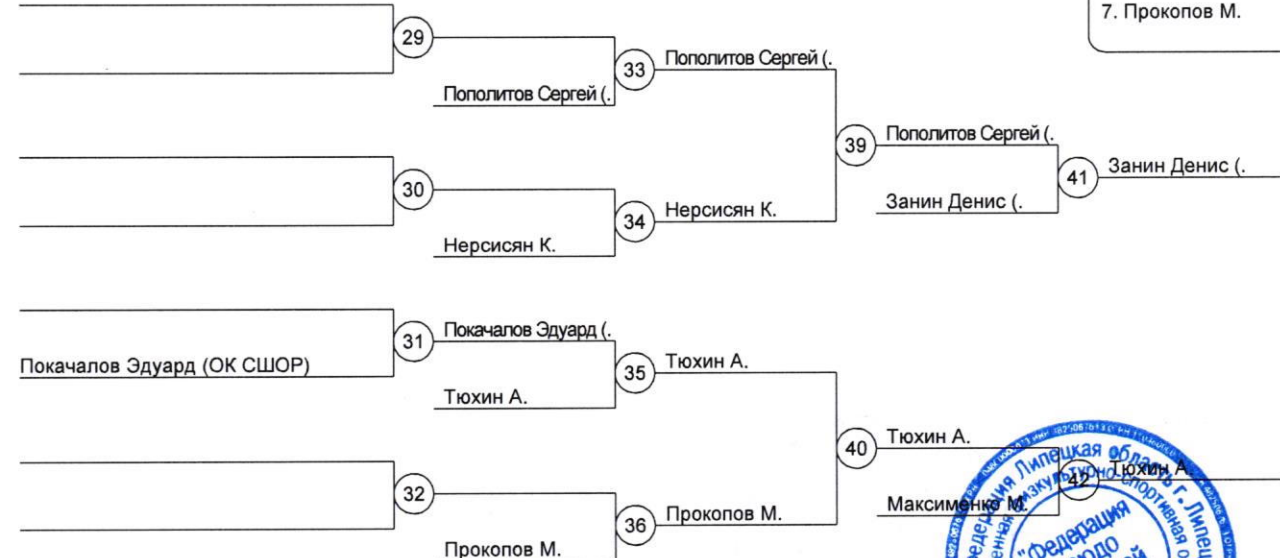 7. Прокопов М.
29
33
Пополитов Сергей (.
Пополитов Сергей (.
39
Пополитов Сергей (.
41
Занин Денис (.
30
Занин Денис (.
34
Нерсисян К.
Нерсисян К.
31
Покачалов Эдуард (.
Покачалов Эдуард (ОК СШОР)
35
Тюхин А.
Тюхин А.
40
Тюхин А.
42
Тюхин А.
32
Максименко М.
36
Прокопов М.
Прокопов М.
Липецкая область г.
"Федерация